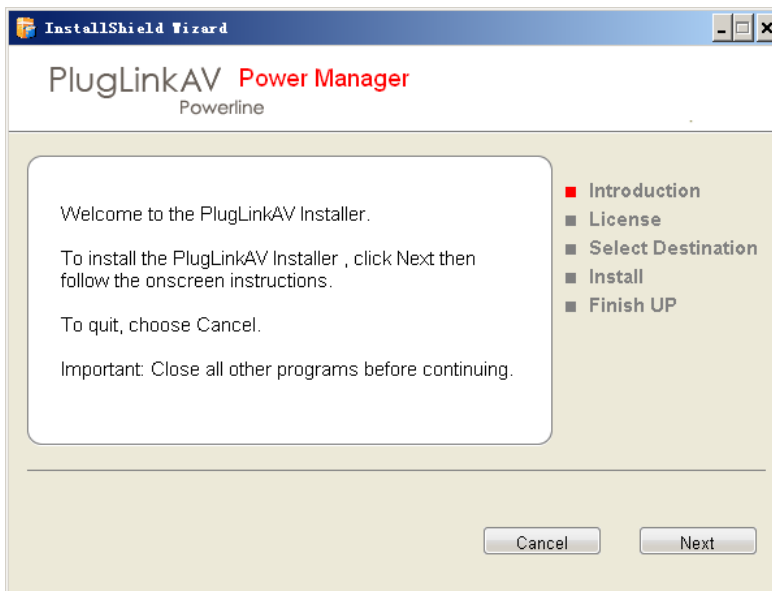 InstallShield Wizard
PlugLinkAV Power Manager
Powerline
Welcome to the PlugLinkAV Installer.
To install the PlugLinkAV Installer , click Next then
follow the onscreen instructions.
To quit, choose Cancel.
Important: Close all other programs before continuing.
Introduction
License
Select Destination
Install
Finish UP
Cancel
Next